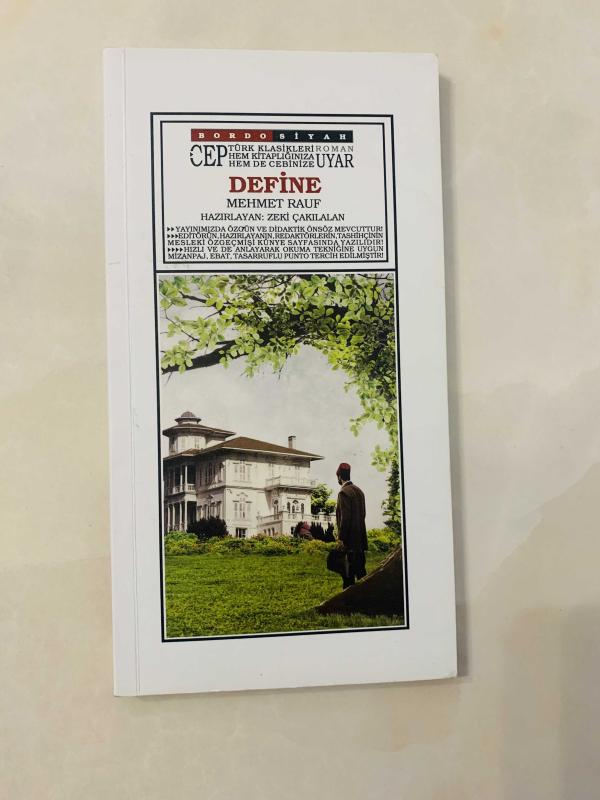 BORDO SİYAH
CEP TÜRK KLASİKLERİ ROMAN
HEM KİTAPLIĞINIZA
HEM DE CEBİNİZE UYAR
DEFİNE
MEHMET RAUF
HAZIRLAYAN: ZEKİ ÇAKILALAN
▸▸YAYINIMIZDA ÖZGÜN VE DİDAKTİK ÖNSÖZ MEVCUTTUR!
▸▸▸EDİTÖRÜN, HAZIRLAYANIN, REDAKTÖRLERİN, TASHİHÇİNİN
MESLEKİ ÖZGEÇMİŞİ KÜNYE SAYFASINDA YAZILIDIR!
▸▸▸▸HIZLI VE DE ANLAYARAK OKUMA TEKNİĞİNE UYGUN
MİZANPAJ, EBAT, TASARRUFLU PUNTO TERCİH EDİLMİŞTİR!